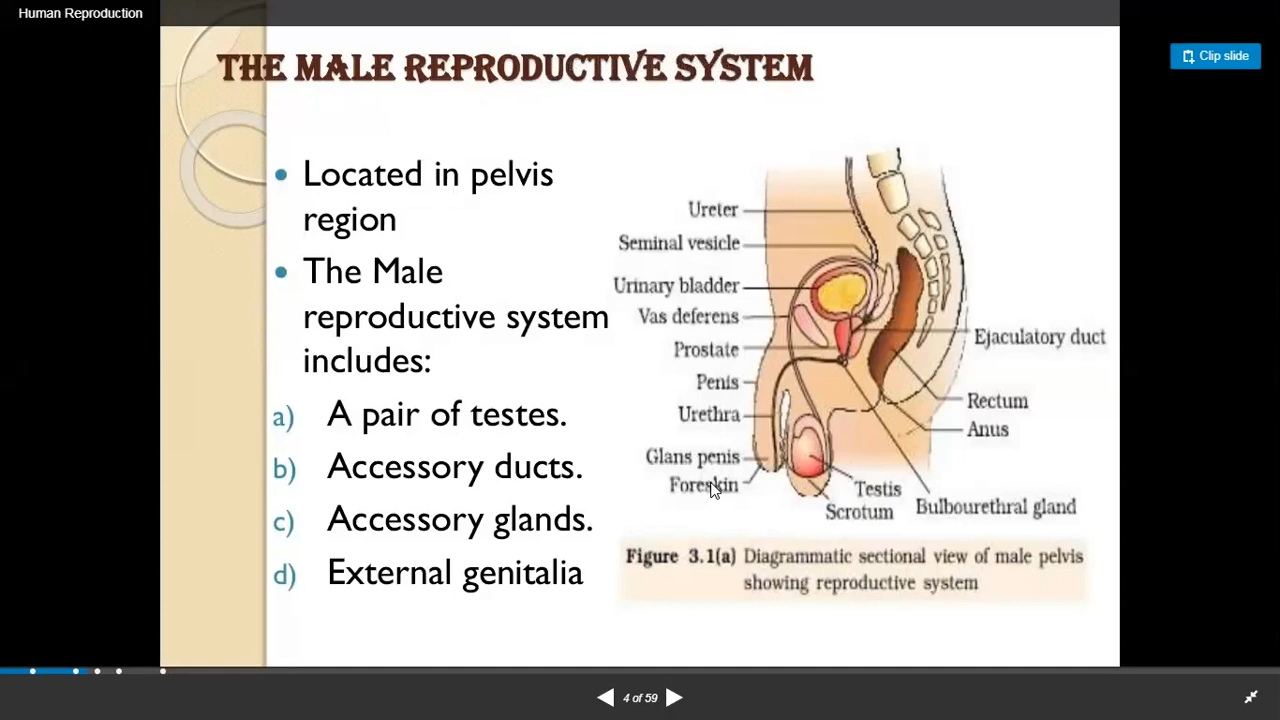 Human Reproduction
Clip slide
THE MALE REPRODUCTIVE SYSTEM
• Located in pelvis
region
• The Male
reproductive system
includes:
a) A pair of testes.
b) Accessory ducts.
c) Accessory glands.
d) External genitalia
Ureter
Seminal vesicle
Urinary bladder
Vas deferens
Prostate
Penis
Urethra
Glans penis
Foreskin
Ejaculatory duct
Rectum
Anus
Testis
Scrotum
Bulbourethral gland
Figure 3.1(a) Diagrammatic sectional view of male pelvis
showing reproductive system
4 of 59